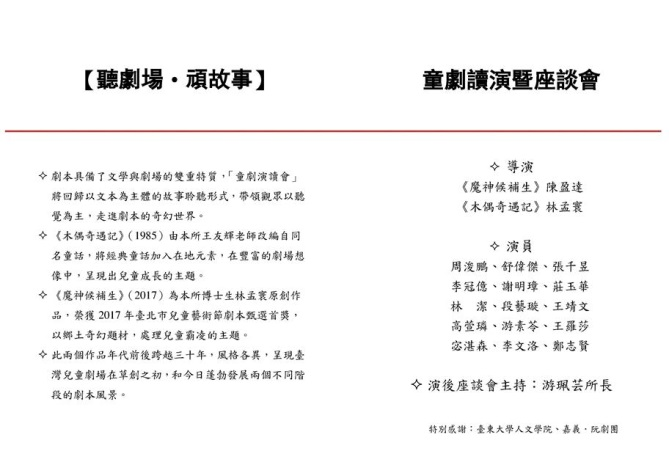 【聽劇場・頑故事】
✧ 劇本具備了文學與劇場的雙重特質，「童劇演讀會」
將回歸以文本為主體的故事聆聽形式，帶領觀眾以聽
覺為主，走進劇本的奇幻世界。
✧ 《木偶奇遇記》（1985）由本所王友輝老師改編自同
名童話，將經典童話加入在地元素，在豐富的劇場想
像中，呈現出兒童成長的主題。
✧ 《魔神候補生》（2017）為本所博士生林孟寰原創作
品，榮獲 2017 年臺北市兒童藝術節劇本甄選首獎，
以鄉土奇幻題材，處理兒童霸凌的主題。
✧ 此兩個作品年代前後跨越三十年，風格各異，呈現臺
灣兒童劇場在草創之初，和今日蓬勃發展兩個不同階
段的劇本風景。
童劇讀演暨座談會
✧ 導演
《魔神候補生》陳盈達
《木偶奇遇記》林孟寰
✧ 演員
周浚鵬、舒偉傑、張千昱
李冠億、謝明璋、莊玉華
林　潔、段藝璇、王靖文
高萱璘、游素苓、王羅莎
宓湛森、李文洛、鄭志賢
✧ 演後座談會主持：游珮芸所長
特別感謝：臺東大學人文學院、嘉義．阮劇團